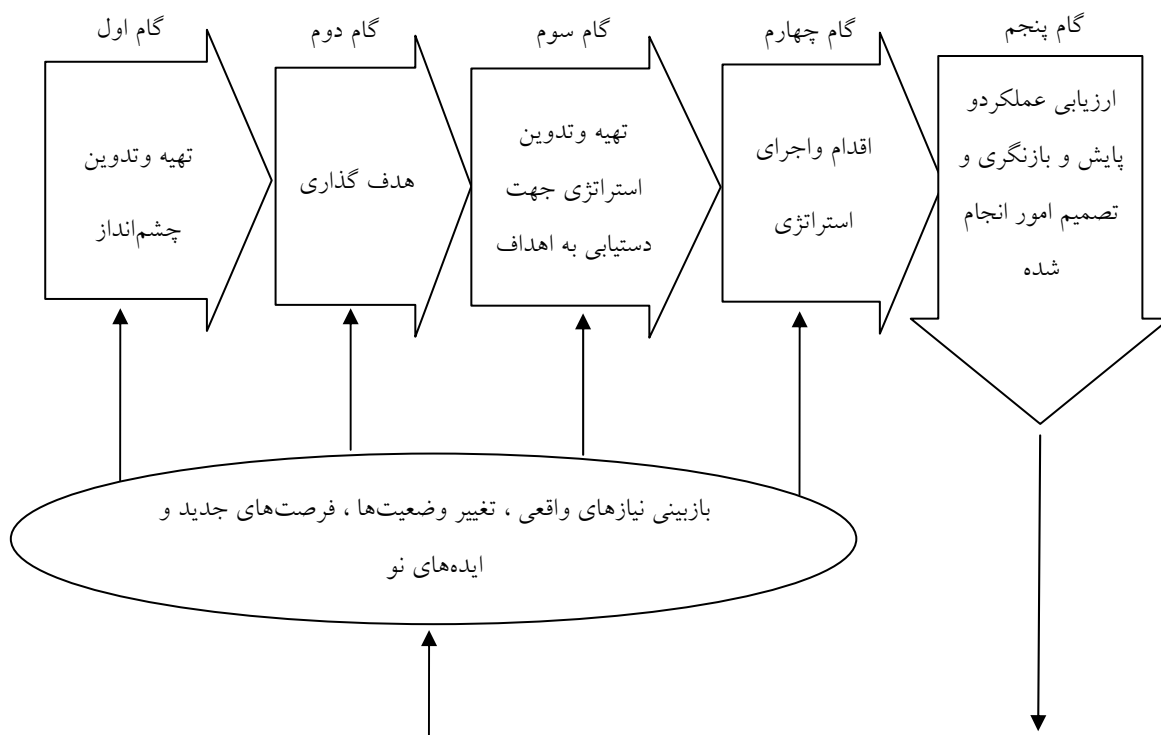 گام اول
تهیه وتدوین
چشم‌انداز
گام دوم
هدف گذاری
گام سوم
تهیه وتدوین
استراتژی جهت
دستیابی به اهداف
گام چهارم
اقدام واجرای
استراتژی
گام پنجم
ارزیابی عملکردو
پایش و بازنگری و
تصمیم امور انجام
شده
بازبینی نیازهای واقعی ، تغییر وضعیت‌ها ، فرصت‌های جدید و
ایده‌های نو